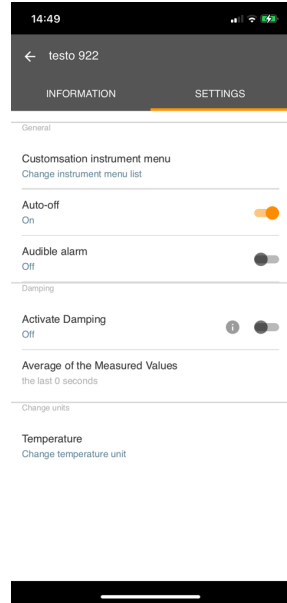 14:49
testo 922
INFORMATION SETTINGS
General
Customsation instrument menu
Change instrument menu list
Auto-off
On
Audible alarm
Off
Damping
Activate Damping
Off
Average of the Measured Values
the last 0 seconds
Change units
Temperature
Change temperature unit